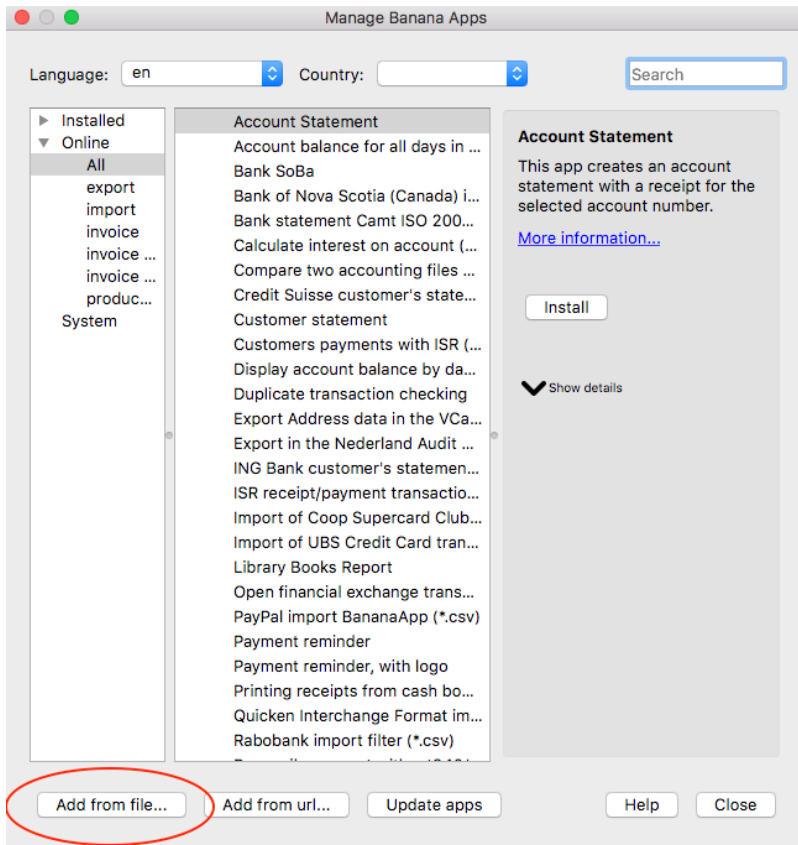 Manage Banana Apps
Language: en Country: Search
Installed
Online
All
export
import
invoice
invoice ...
invoice ...
produc...
System
Account Statement
Account balance for all days in ...
Bank SoBa
Bank of Nova Scotia (Canada) i...
Bank statement Camt ISO 200...
Calculate interest on account (...
Compare two accounting files ...
Credit Suisse customer's state...
Customer statement
Customers payments with ISR (...
Display account balance by da...
Duplicate transaction checking
Export Address data in the VCa...
Export in the Nederland Audit ...
ING Bank customer's statemen...
ISR receipt/payment transactio...
Import of Coop Supercard Club...
Import of UBS Credit Card tran...
Library Books Report
Open financial exchange trans...
PayPal import BananaApp (*.csv)
Payment reminder
Payment reminder, with logo
Printing receipts from cash bo...
Quicken Interchange Format im...
Rabobank import filter (*.csv)
Account Statement
This app creates an account
statement with a receipt for the
selected account number.
More information...
Install
Show details
Add from file... Add from url... Update apps Help Close